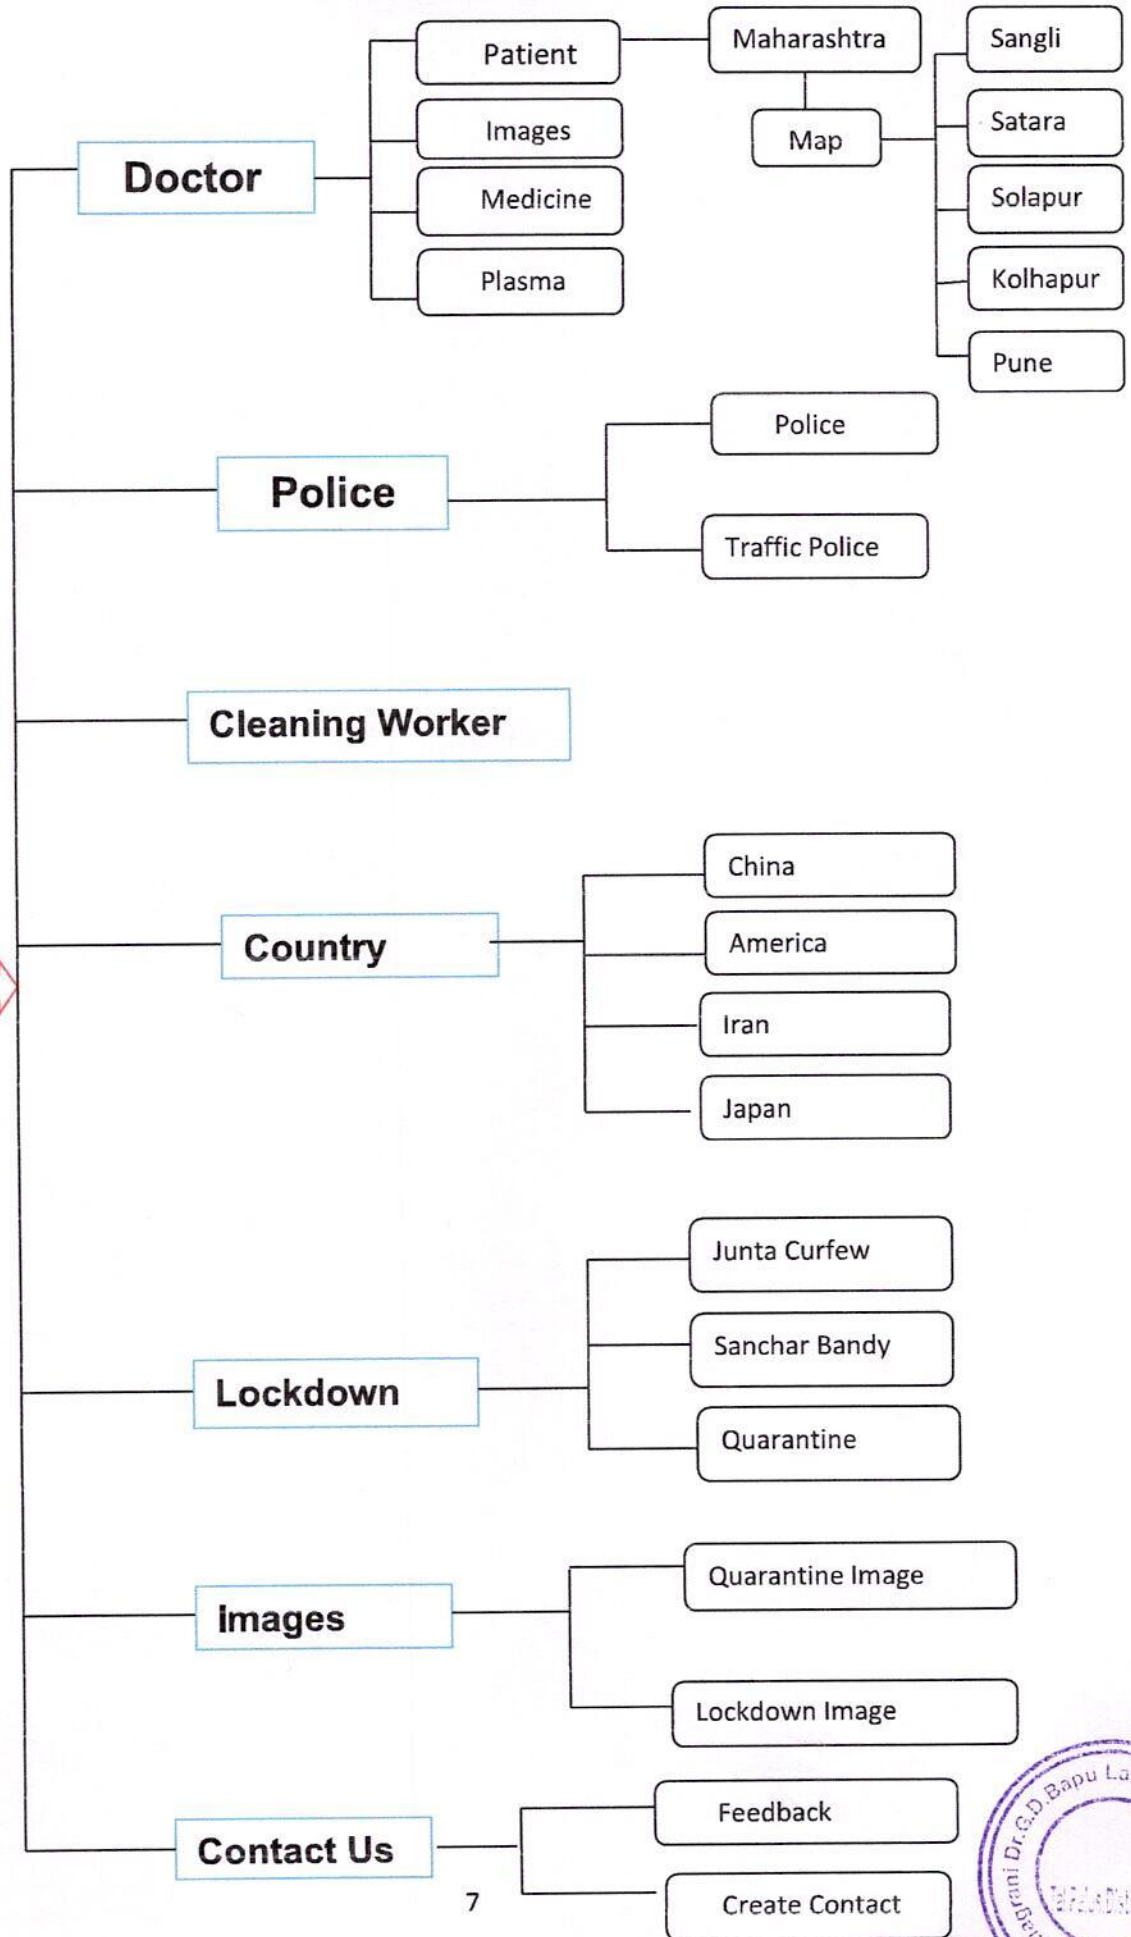 Doctor
Patient
Images
Medicine
Plasma
Maharashtra
Map
Sangli
Satara
Solapur
Kolhapur
Pune
Police
Police
Traffic Police
Cleaning Worker
Country
China
America
Iran
Japan
Lockdown
Junta Curfew
Sanchar Bandy
Quarantine
Images
Quarantine Image
Lockdown Image
Contact Us
Feedback
Create Contact
7
Dr.G.D.Bapu